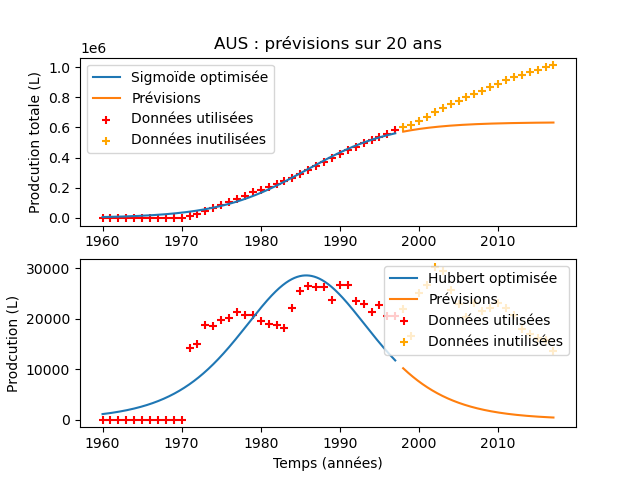 AUS : prévisions sur 20 ans
1e6
Prodcution totale (L)
1.0
0.8
0.6
0.4
0.2
0.0
Sigmoïde optimisée
Prévisions
Données utilisées
Données inutilisées
1960 1970 1980 1990 2000 2010
Prodcution (L)
30000
20000
10000
0
Hubbert optimisée
Prévisions
Données utilisées
Données inutilisées
1960 1970 1980 1990 2000 2010
Temps (années)